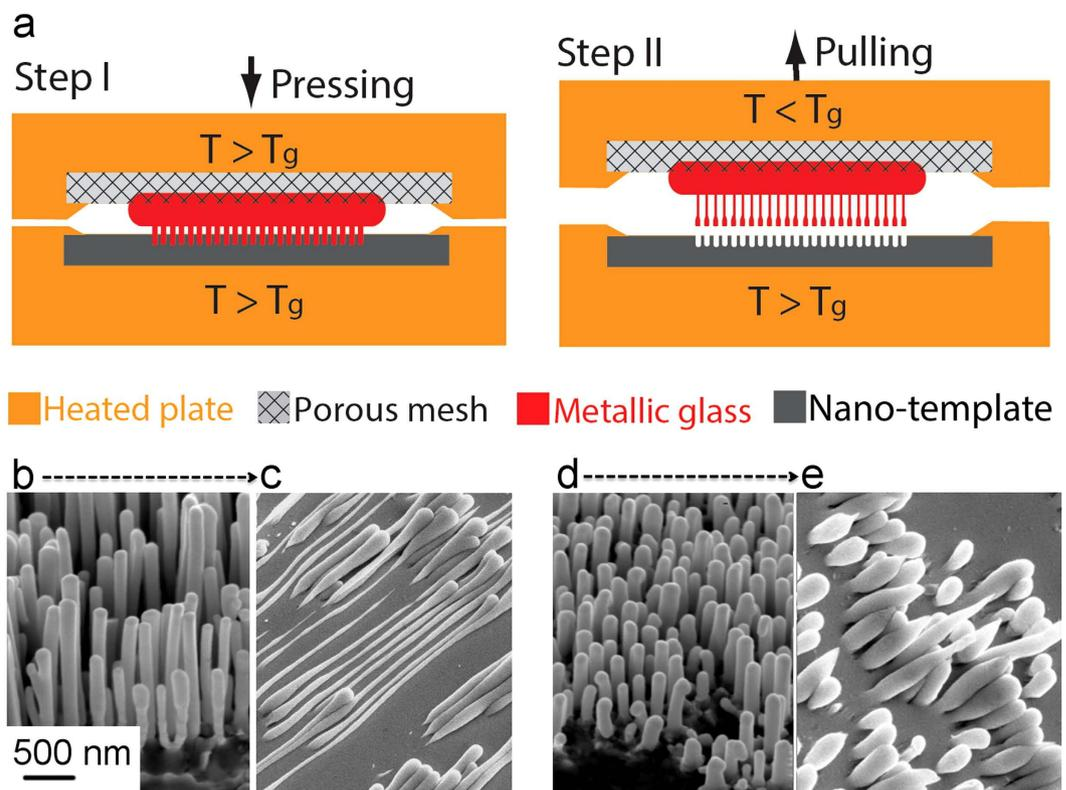 a
Step I
Pressing
T > Tg
T > Tg
Step II
Pulling
T < Tg
T > Tg
Heated plate Porous mesh Metallic glass Nano-template
b c d e
500 nm